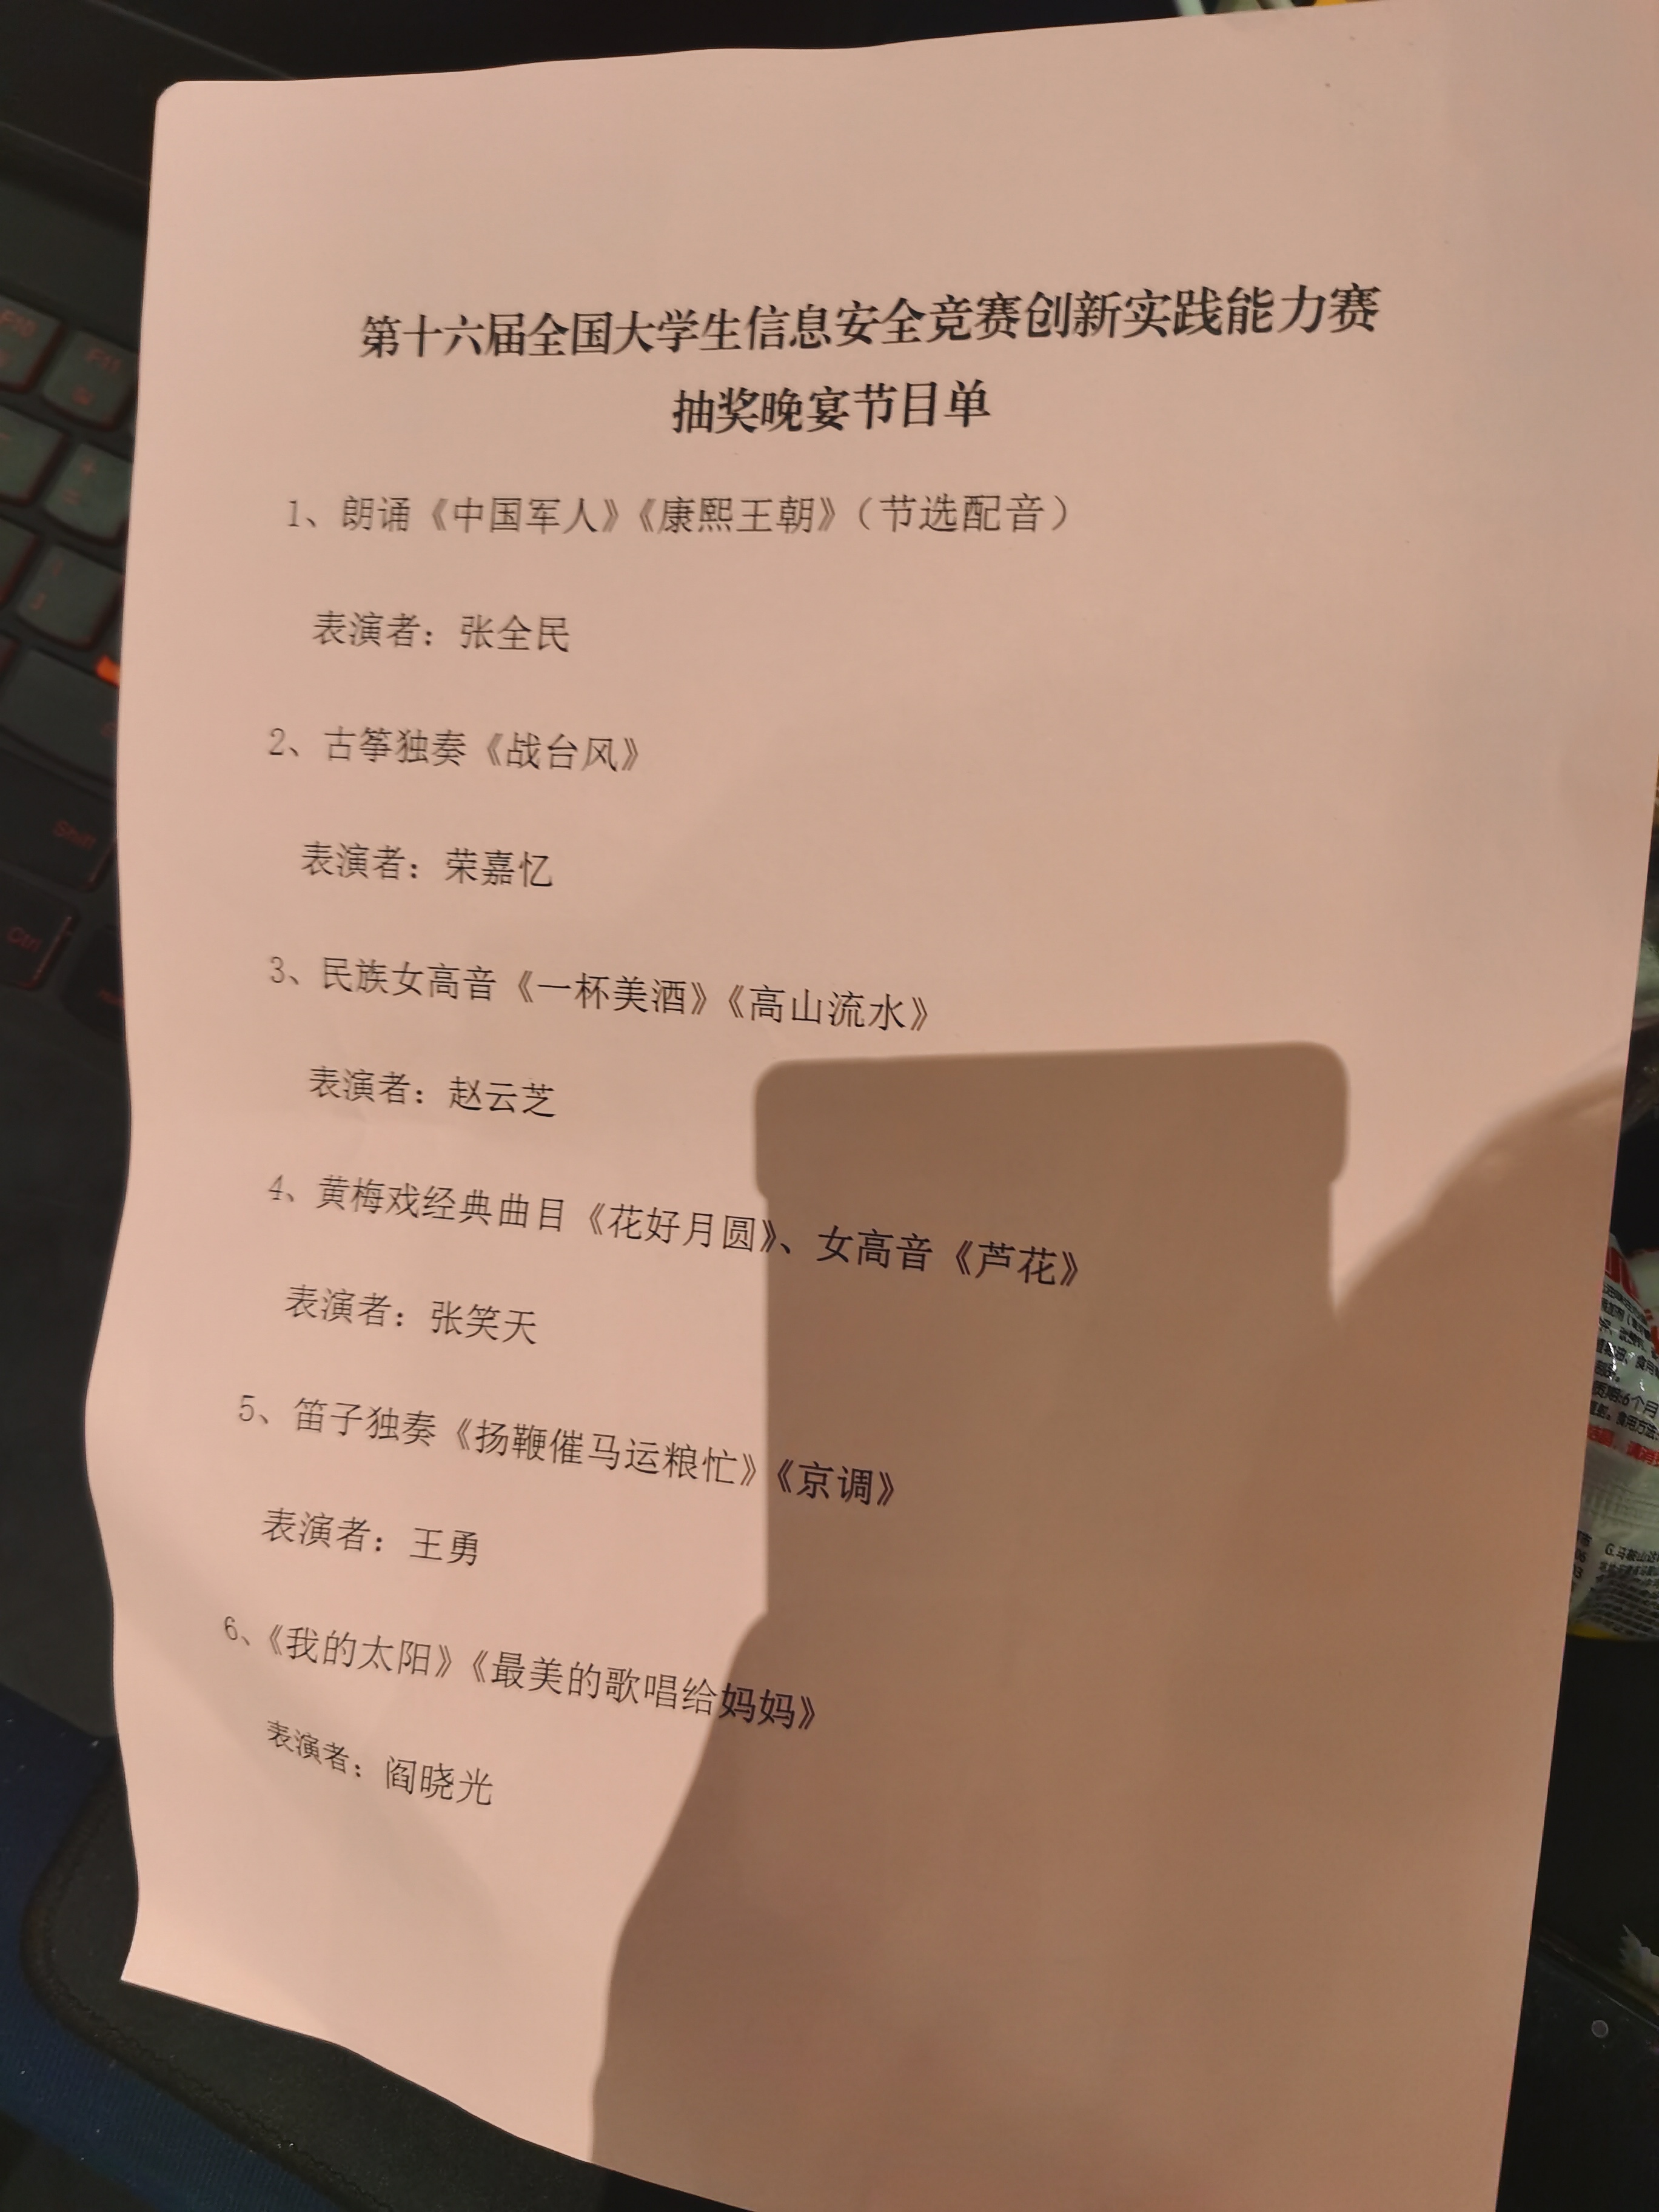 第十六届全国大学生信息安全竞赛创新实践能力赛
抽奖晚宴节目单
1、朗诵《中国军人》《康熙王朝》（节选配音）
表演者：张全民
2、古筝独奏《战台风》
表演者：荣嘉忆
3、民族女高音《一杯美酒》《高山流水》
表演者：赵云芝
4、黄梅戏经典曲目《花好月圆》、女高音《芦花》
表演者：张笑天
5、笛子独奏《扬鞭催马运粮忙》《京调》
表演者：王勇
6、《我的太阳》《最美的歌唱给妈妈》
表演者：阎晓光
F10
F11
Shift
Ctrl